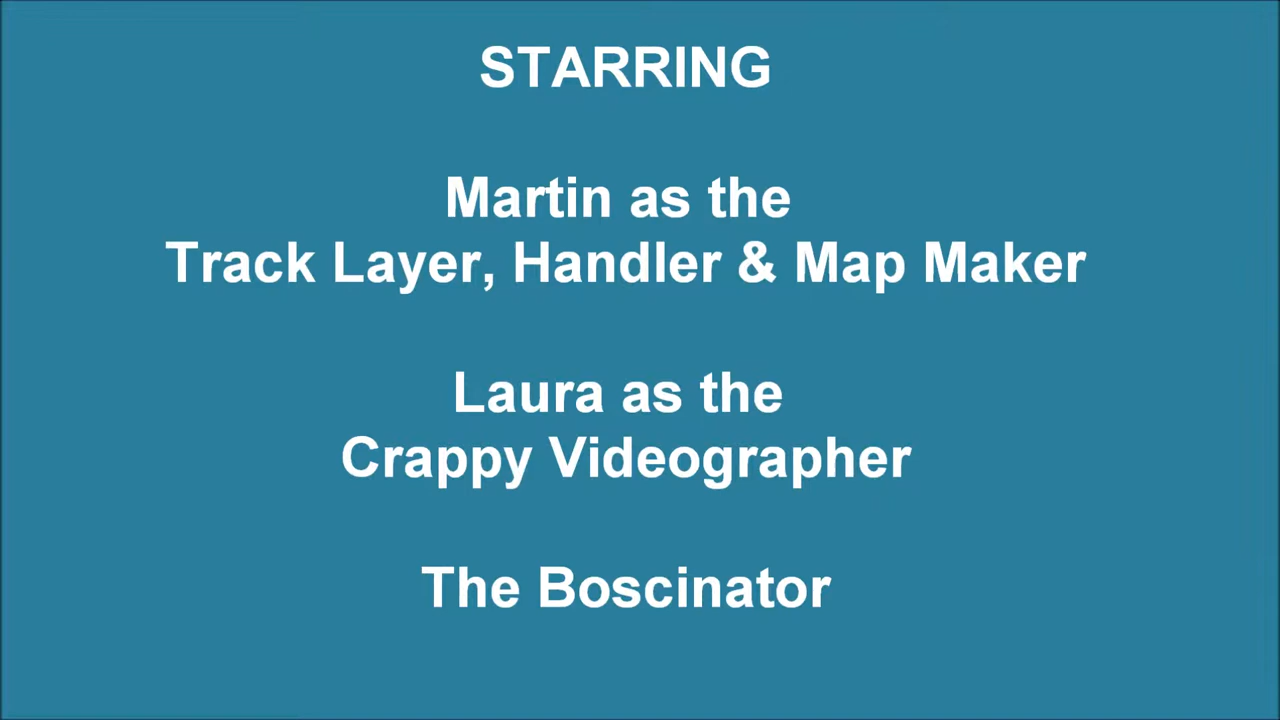 STARRING
Martin as the
Track Layer, Handler & Map Maker
Laura as the
Crappy Videographer
The Boscinator